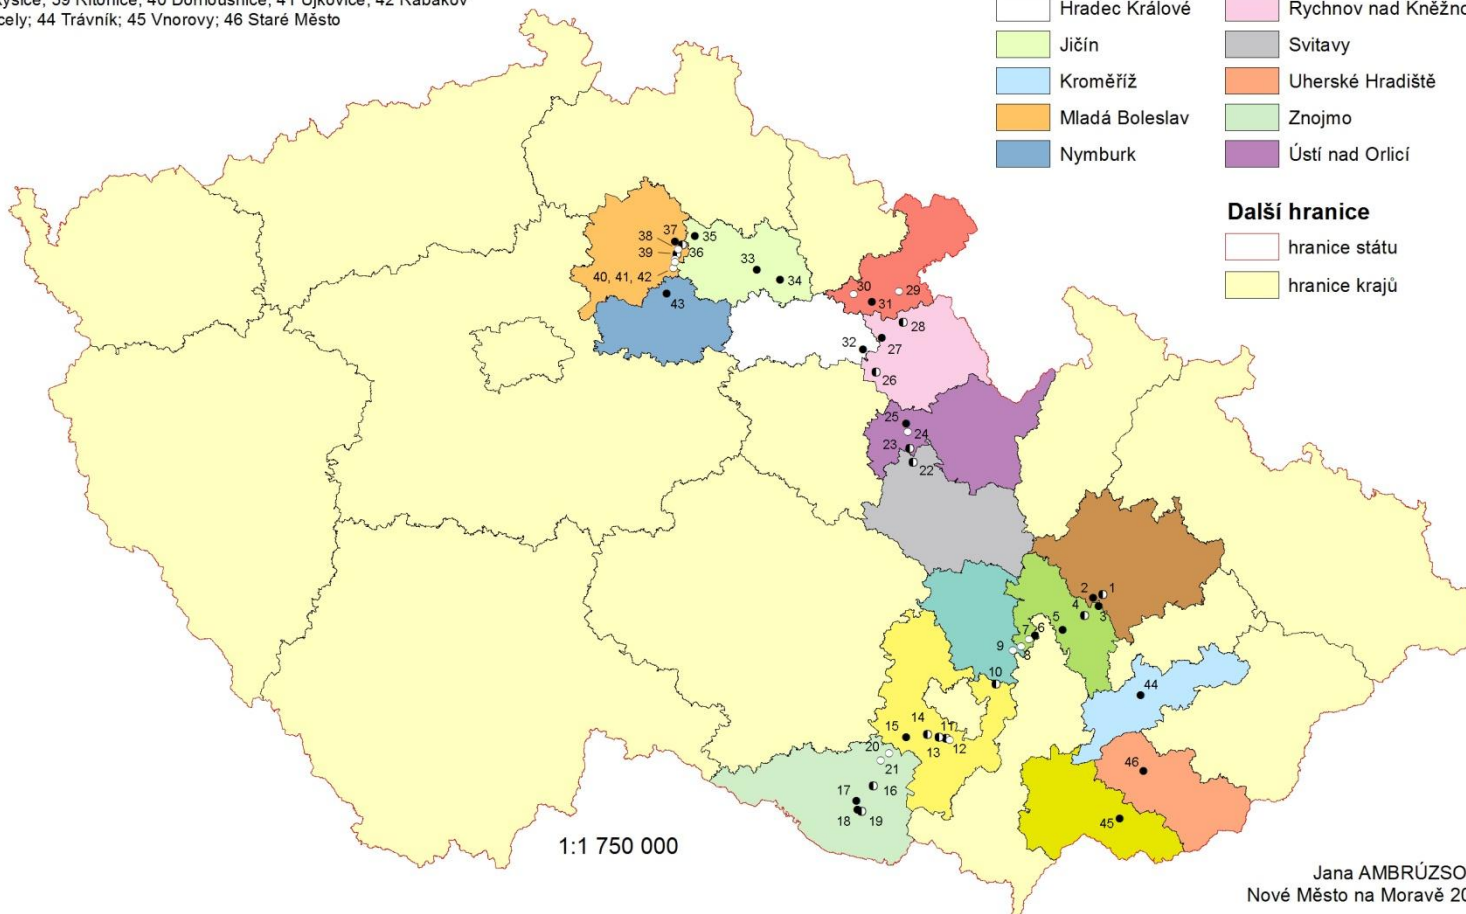 39 Křtonice; 40 Domousnice; 41 Ujkovice; 42 Kabákov
44 Trávník; 45 Vnorovy; 46 Staré Město
Hradec Králové
Rychnov nad Kněžno
Jičín
Svitavy
Kroměříž
Uherské Hradiště
Mladá Boleslav
Znojmo
Nymburk
Ústí nad Orlicí
Další hranice
hranice státu
hranice krajů
37
38
35
39
36
33
34
40, 41, 42
43
30
29
31
28
32
27
26
25
24
23
22
2
1
4
3
5
6
7
9
8
10
44
14
11
15
13
12
20
21
46
16
17
18
19
45
1:1 750 000
Jana AMBRÚZSO
Nové Město na Moravě 20